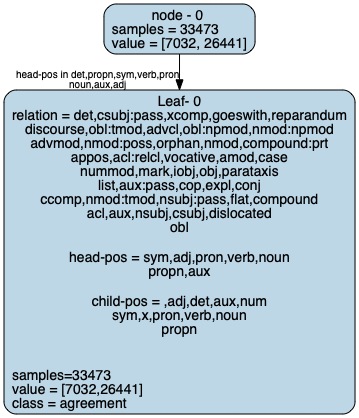 node - 0
samples = 33473
value = [7032, 26441]
head-pos in det,propn,sym,verb,pron
noun,aux,adj
Leaf- 0
relation = det,csubj:pass,xcomp,goeswith,reparandum
discourse,obl:tmod,advcl,obl:npmod,nmod:npmod
advmod,nmod:poss,orphan,nmod,compound:prt
appos,acl:relcl,vocative,amod,case
nummod,mark,iobj,obj,parataxis
list,aux:pass,cop,expl,conj
ccomp,nmod:tmod,nsubj:pass,flat,compound
acl,aux,nsubj,csubj,dislocated
obl
head-pos = sym,adj,pron,verb,noun
propn,aux
child-pos = ,adj,det,aux,num
sym,x,pron,verb,noun
propn
samples=33473
value = [7032,26441]
class = agreement